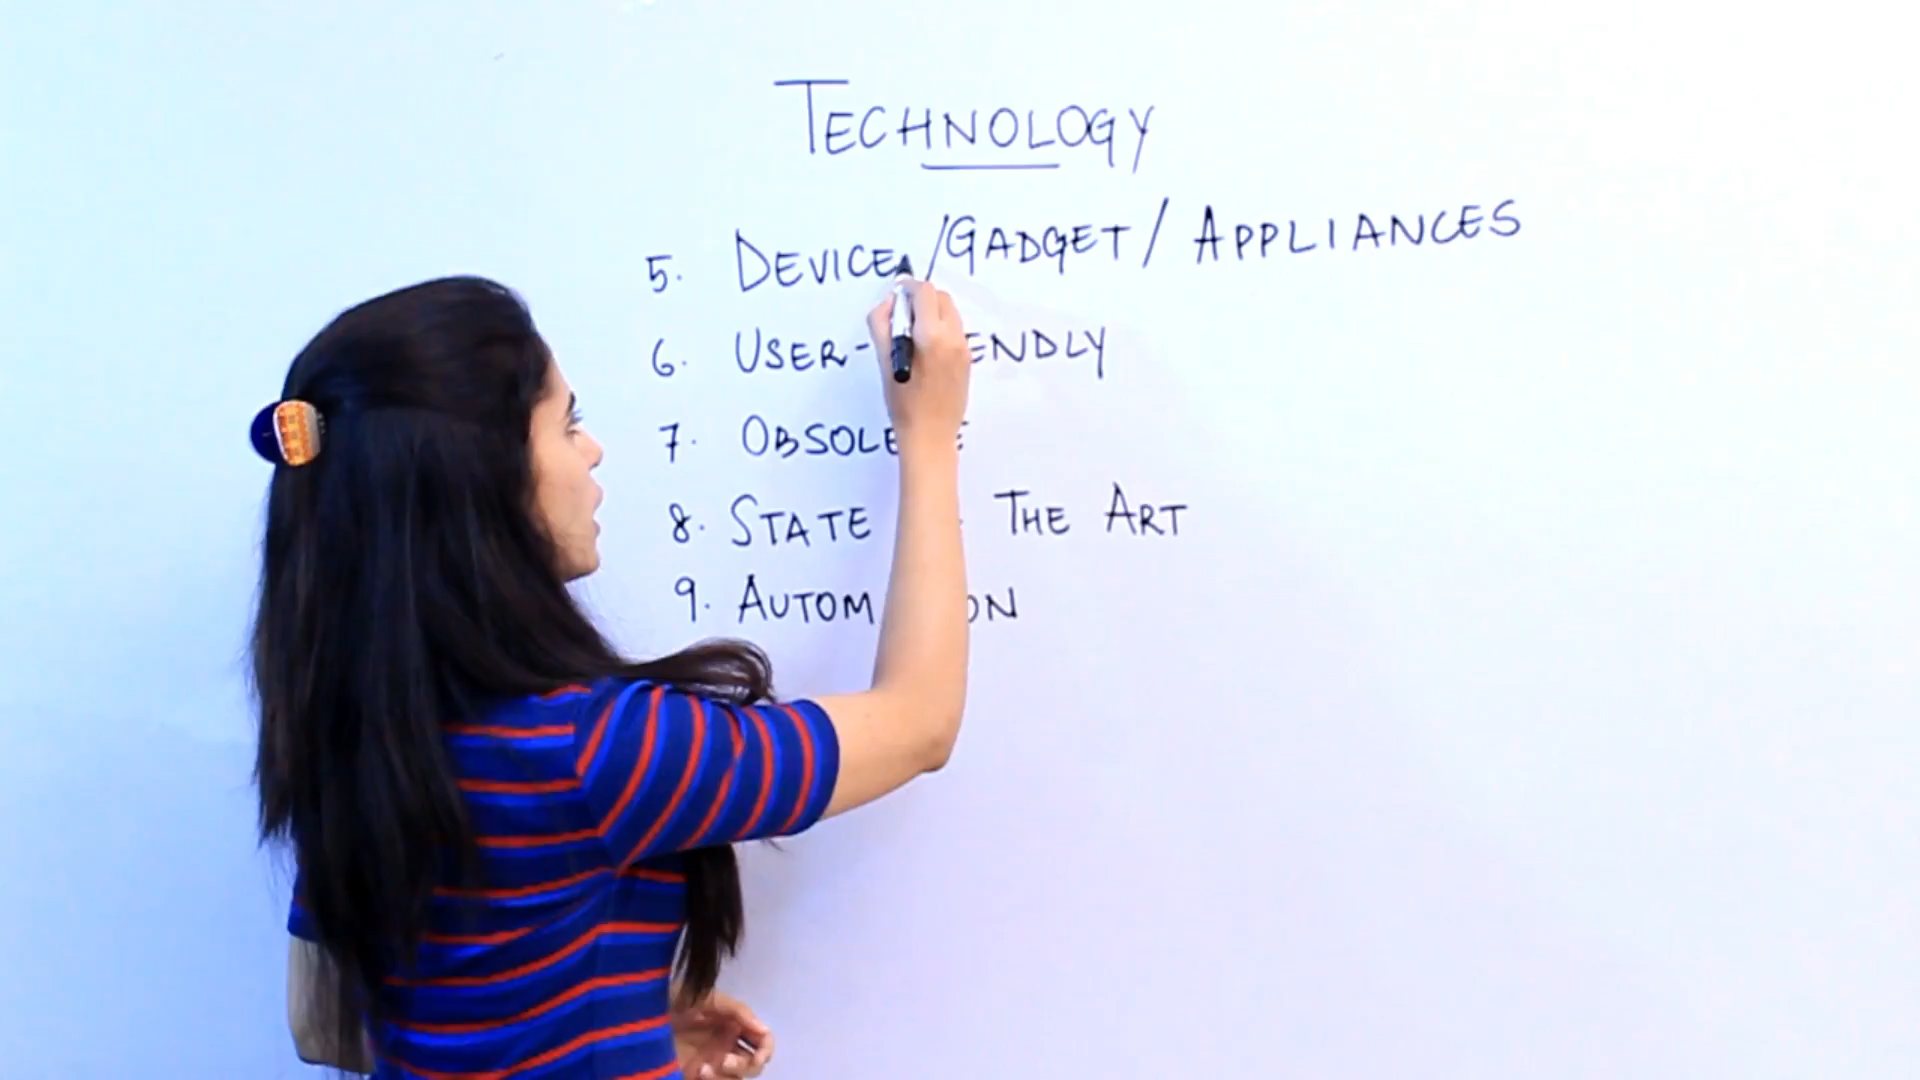 TECHNOLOGY
5. DEVICE/GADGET/APPLIANCES
6. USER- ENDLY
7. OBSOLE E
8. STATE THE ART
9. AUTOM ON